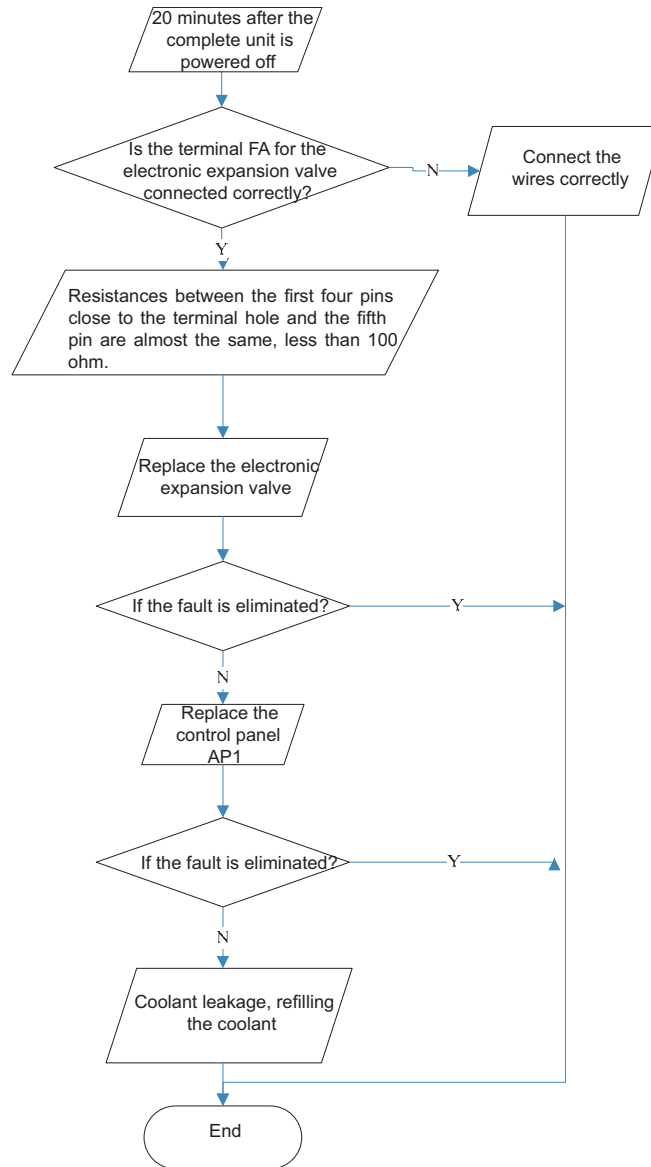 20 minutes after the
complete unit is
powered off
Is the terminal FA for the
electronic expansion valve
connected correctly?
N
Connect the
wires correctly
Y
Resistances between the first four pins
close to the terminal hole and the fifth
pin are almost the same, less than 100
ohm.
Replace the electronic
expansion valve
If the fault is eliminated?
Y
N
Replace the
control panel
AP1
If the fault is eliminated?
Y
N
Coolant leakage, refilling
the coolant
End